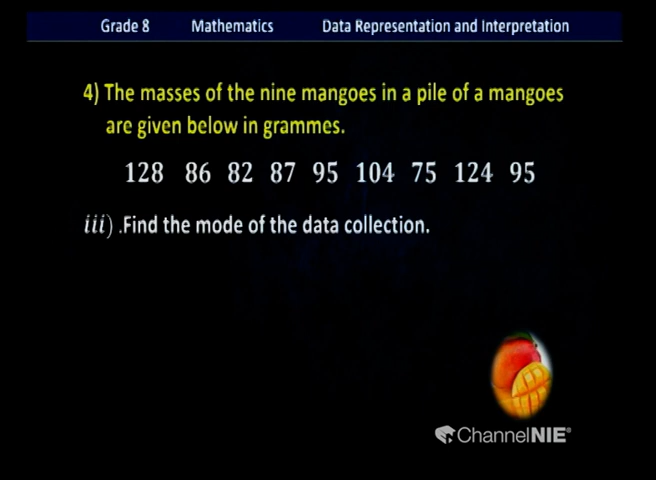 Grade 8 Mathematics Data Representation and Interpretation
4) The masses of the nine mangoes in a pile of a mangoes
are given below in grammes.
128 86 82 87 95 104 75 124 95
iii) .Find the mode of the data collection.
ChannelNIE®